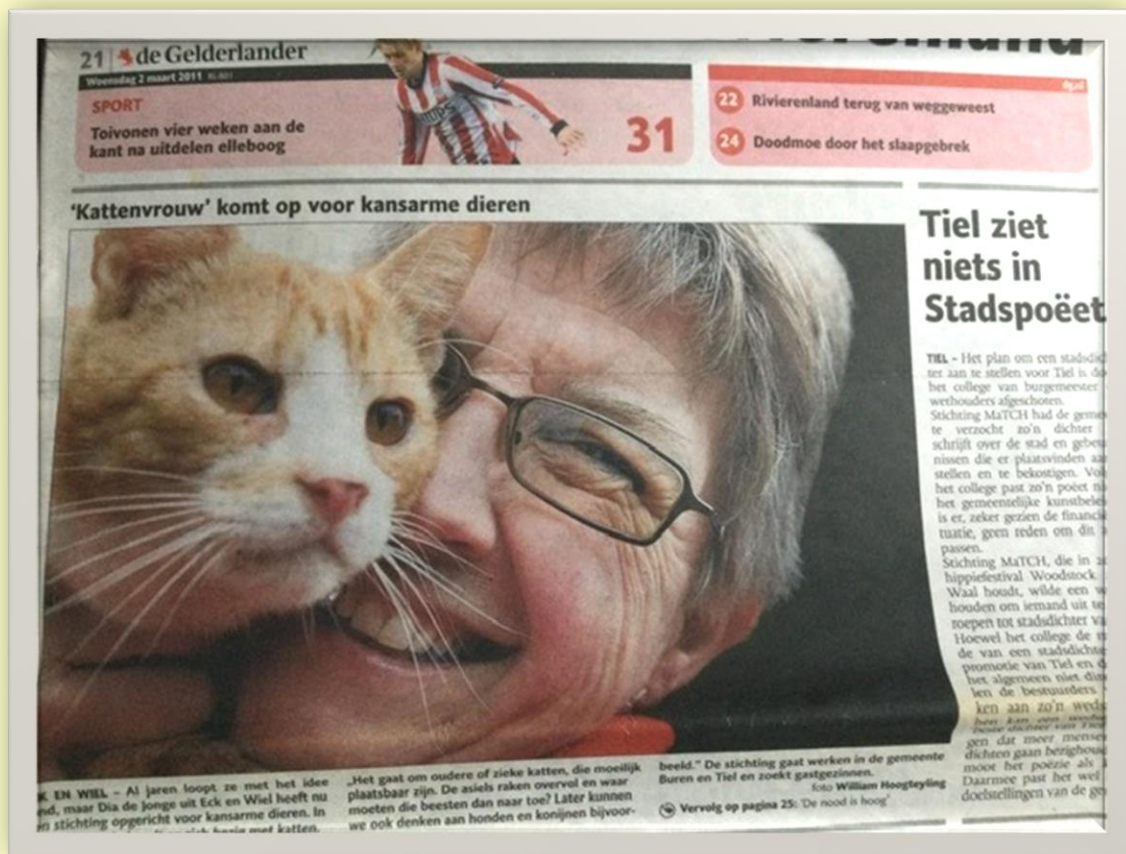 21 de Gelderlander
Woensdag 2 maart 2011
SPORT
Toivonen vier weken aan de
kant na uitdelen elleboog
31
22 Rivierenland terug van weggeweest
24 Doodmoe door het slaapgebrek
'Kattenvrouw' komt op voor kansarme dieren
EN WIEL – Al jaren loopt ze met het idee
maar Dia de Jonge uit Eck en Wiel heeft nu
stichting opgericht voor kansarme dieren. In
bezig met katten.
„Het gaat om oudere of zieke katten, die moeilijk
plaatsbaar zijn. De asiels raken overvol en waar
moeten die beesten dan naar toe? Later kunnen
we ook denken aan honden en konijnen bijvoor-
beeld." De stichting gaat werken in de gemeente
Buren en Tiel en zoekt gastgezinnen.
foto William Hoogteyling
Vervolg op pagina 25: 'De nood is hoog'
Tiel ziet
niets in
Stadspoëet
TIEL – Het plan om een
ter aan te stellen voor Tiel is
het college van burgemeester
wethouders afgeschoten.
Stichting MaTCH had de
te verzocht zo'n dichter
schrijft over de stad en
nissen die er plaatsvinden
stellen en te bekostigen.
het college past zo'n poëet
het gemeentelijke
is er, zeker gezien de
tuatie, geen reden om dit
passen.
Stichting MaTCH, die in
hippiefestival Woodstock
Waal houdt, wilde een
houden om iemand uit te
roepen tot stadsdichter
Hoewel het college de
de van een
promotie van Tiel en
het algemeen niet
len de bestuurders
ken aan zo'n
gen dat meer
dichten gaan
moet het poëzie als
Daarmee past het wel
doelstellingen van de